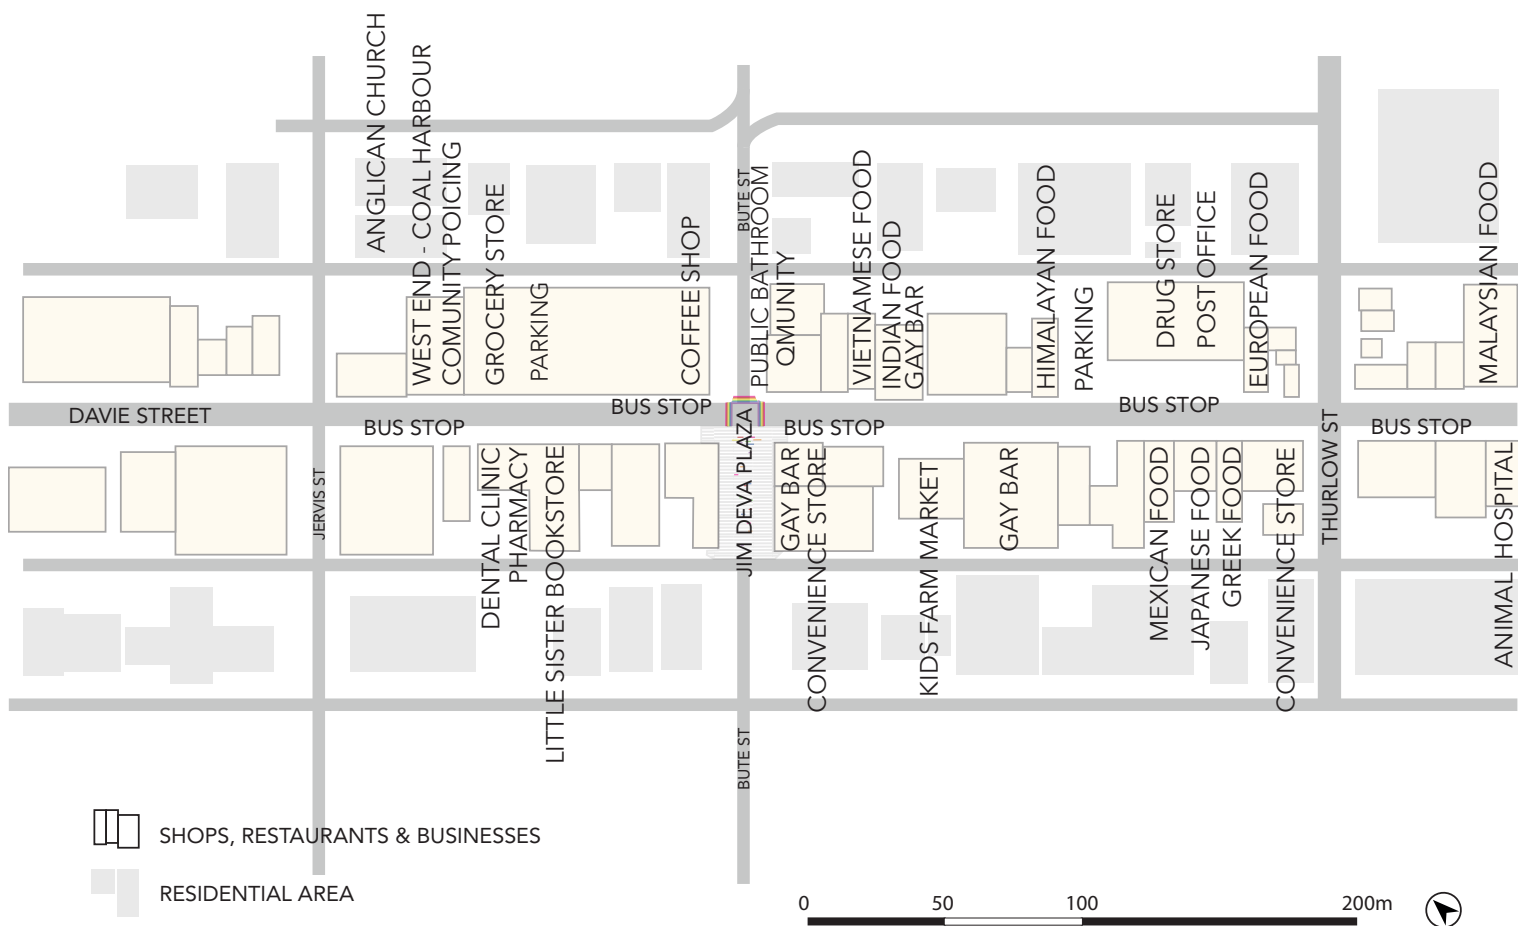 ANGLICAN CHURCH
WEST END - COAL HARBOUR
COMUNITY POICING
GROCERY STORE
PARKING
COFFEE SHOP
BUTE ST
PUBLIC BATHROOM
QMUNITY
VIETNAMESE FOOD
INDIAN FOOD
GAY BAR
HIMALAYAN FOOD
PARKING
DRUG STORE
POST OFFICE
EUROPEAN FOOD
MALAYSIAN FOOD
DAVIE STREET
BUS STOP
BUS STOP
BUS STOP
BUS STOP
BUS STOP
JERVIS ST
DENTAL CLINIC
PHARMACY
LITTLE SISTER BOOKSTORE
JIM DEVA PLAZA
GAY BAR
CONVENIENCE STORE
KIDS FARM MARKET
GAY BAR
MEXICAN FOOD
JAPANESE FOOD
GREEK FOOD
CONVENIENCE STORE
THURLOW ST
ANIMAL HOSPITAL
BUTE ST
SHOPS, RESTAURANTS & BUSINESSES
RESIDENTIAL AREA
0 50 100 200m